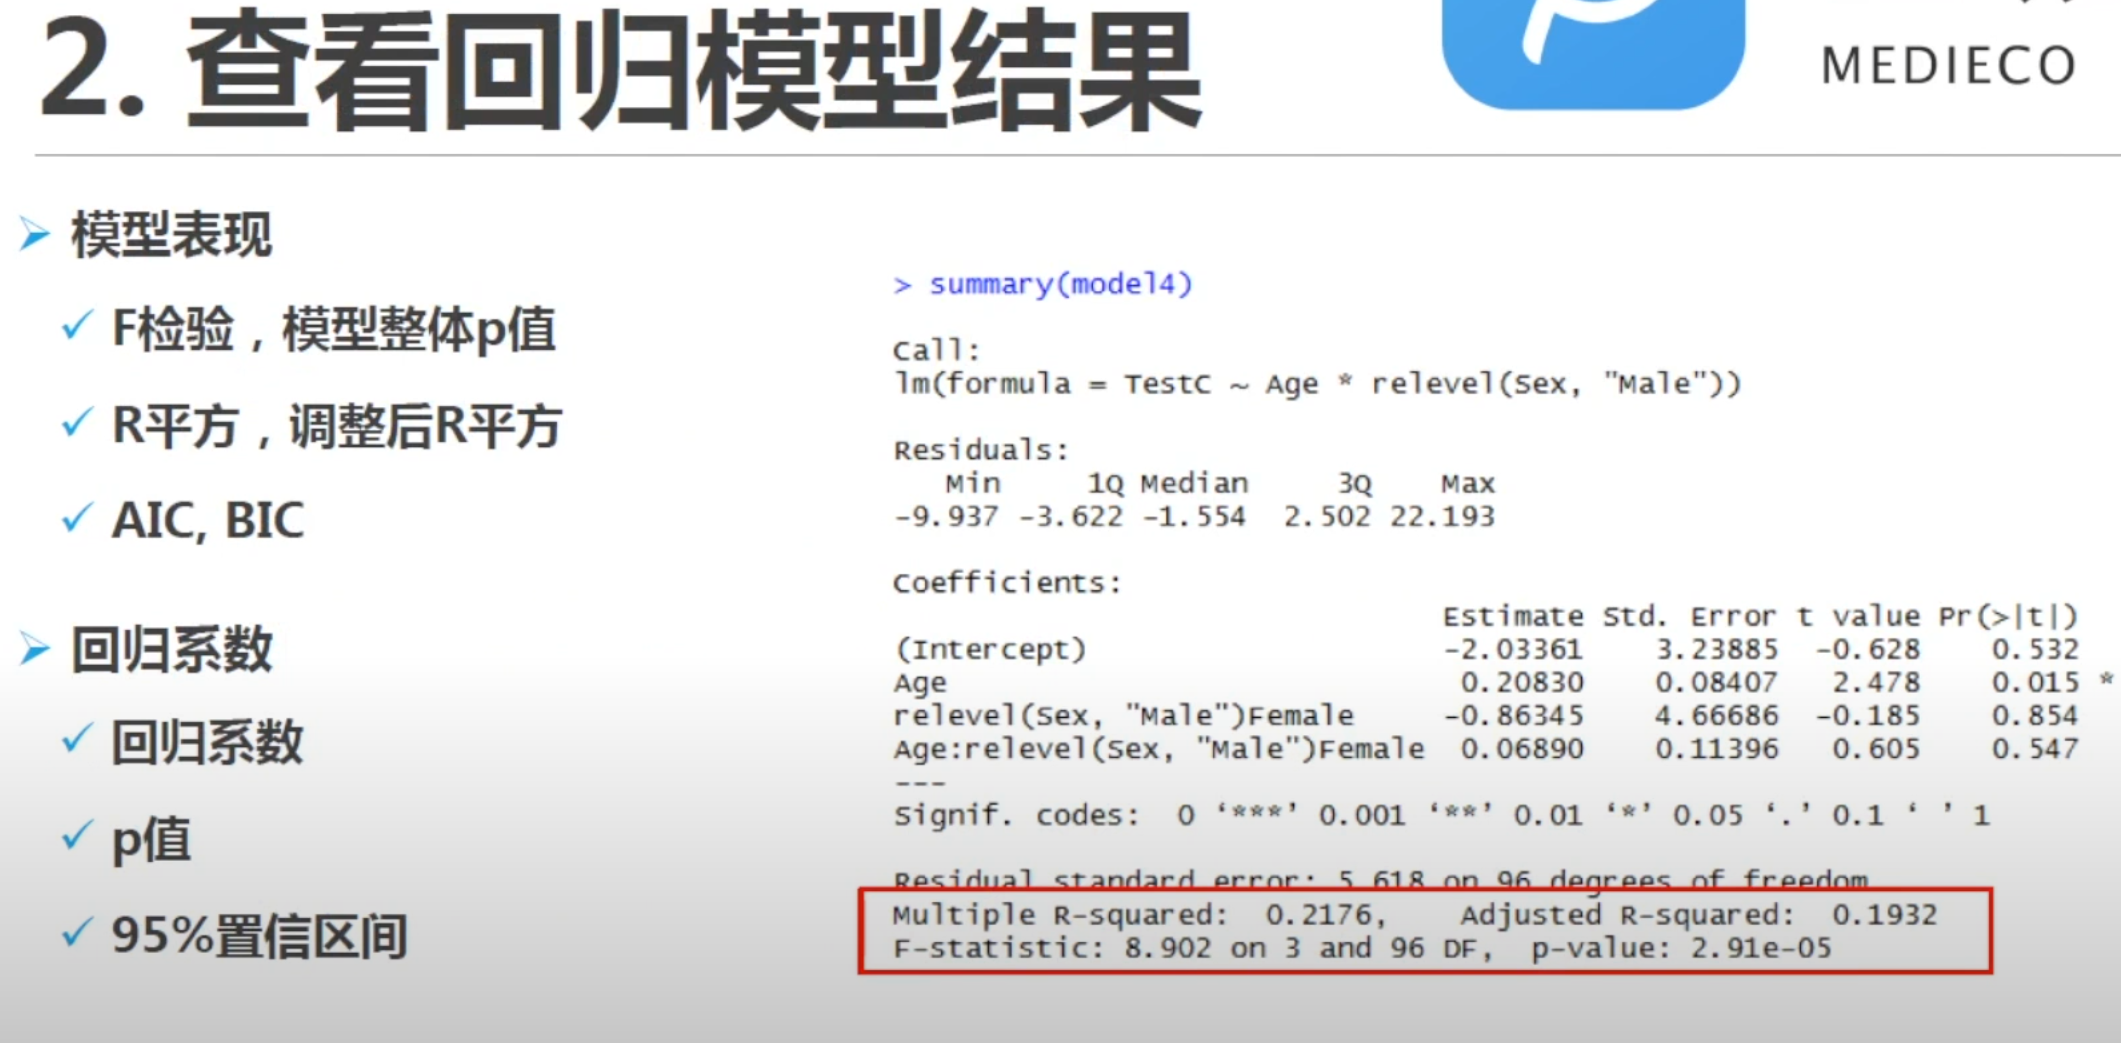 2. 查看回归模型结果
MEDIECO
模型表现
F检验，模型整体p值
R平方，调整后R平方
AIC, BIC
回归系数
回归系数
p值
95%置信区间
> summary(model4)
Call:
lm(formula = TestC ~ Age * relevel(Sex, "Male"))
Residuals:
Min 1Q Median 3Q Max
-9.937 -3.622 -1.554 2.502 22.193
Coefficients:
Estimate Std. Error t value Pr(>|t|)
(Intercept) -2.03361 3.23885 -0.628 0.532
Age 0.20830 0.08407 2.478 0.015 *
relevel(Sex, "Male")Female -0.86345 4.66686 -0.185 0.854
Age:relevel(Sex, "Male")Female 0.06890 0.11396 0.605 0.547
---
Signif. codes: 0 ‘***’ 0.001 ‘**’ 0.01 ‘*’ 0.05 ‘.’ 0.1 ‘ ’ 1
Residual standard error: 5.618 on 96 degrees of freedom
Multiple R-squared: 0.2176, Adjusted R-squared: 0.1932
F-statistic: 8.902 on 3 and 96 DF, p-value: 2.91e-05